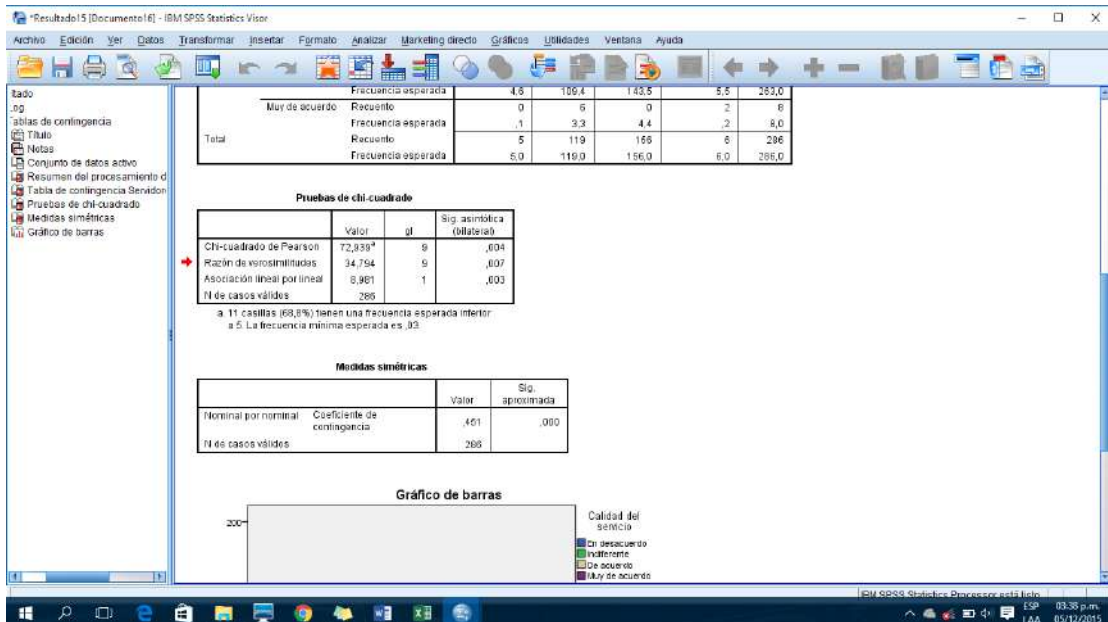 *Resultado15 [Documento16] - IBM SPSS Statistics Visor
Archivo Edición Ver Datos Transformar Insertar Formato Analizar Marketing directo Gráficos Utilidades Ventana Ayuda
ltado
Log
ablas de contingencia
Título
Notas
Conjunto de datos activo
Resumen del procesamiento d
Tabla de contingencia Servidore
Pruebas de chi-cuadrado
Medidas simétricas
Gráfico de barras
Frecuencia esperada 4,6 109,4 143,5 5,5 263,0
Muy de acuerdo Recuento 0 6 0 2 8
Frecuencia esperada ,1 3,3 4,4 ,2 8,0
Total Recuento 5 119 156 6 286
Frecuencia esperada 5,0 119,0 156,0 6,0 286,0
Pruebas de chi-cuadrado
Valor gl Sig. asintótica (bilateral)
Chi-cuadrado de Pearson 72,939a 9 ,004
Razón de verosimilitudes 34,794 9 ,007
Asociación lineal por lineal 8,981 1 ,003
N de casos válidos 286
a. 11 casillas (68,8%) tienen una frecuencia esperada inferior
a 5. La frecuencia mínima esperada es ,03.
Medidas simétricas
Valor Sig. aproximada
Nominal por nominal Coeficiente de contingencia ,451 ,000
N de casos válidos 286
Gráfico de barras
200
Calidad del
servicio
En desacuerdo
Indiferente
De acuerdo
Muy de acuerdo
IBM SPSS Statistics Processor está listo
ESP 03:38 p.m.
LAA 05/12/2015